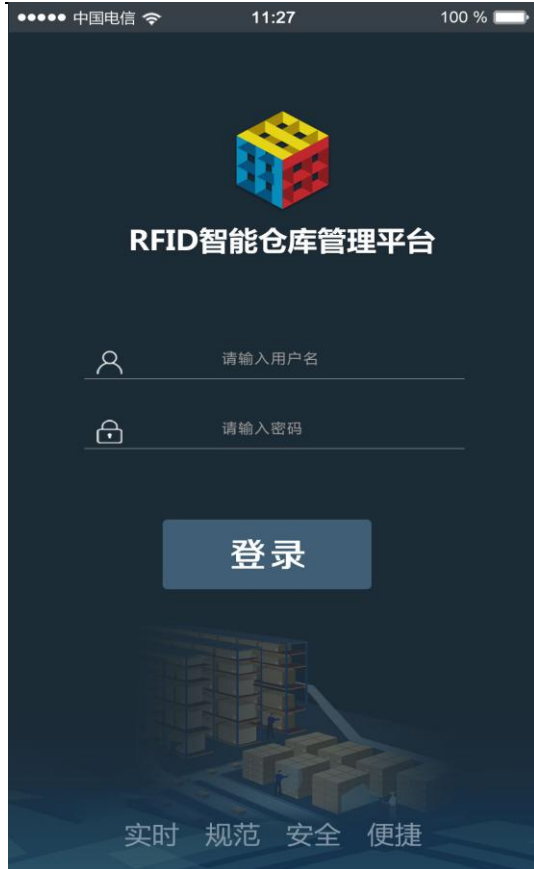 中国电信 11:27 100 %
RFID智能仓库管理平台
请输入用户名
请输入密码
登录
实时 规范 安全 便捷